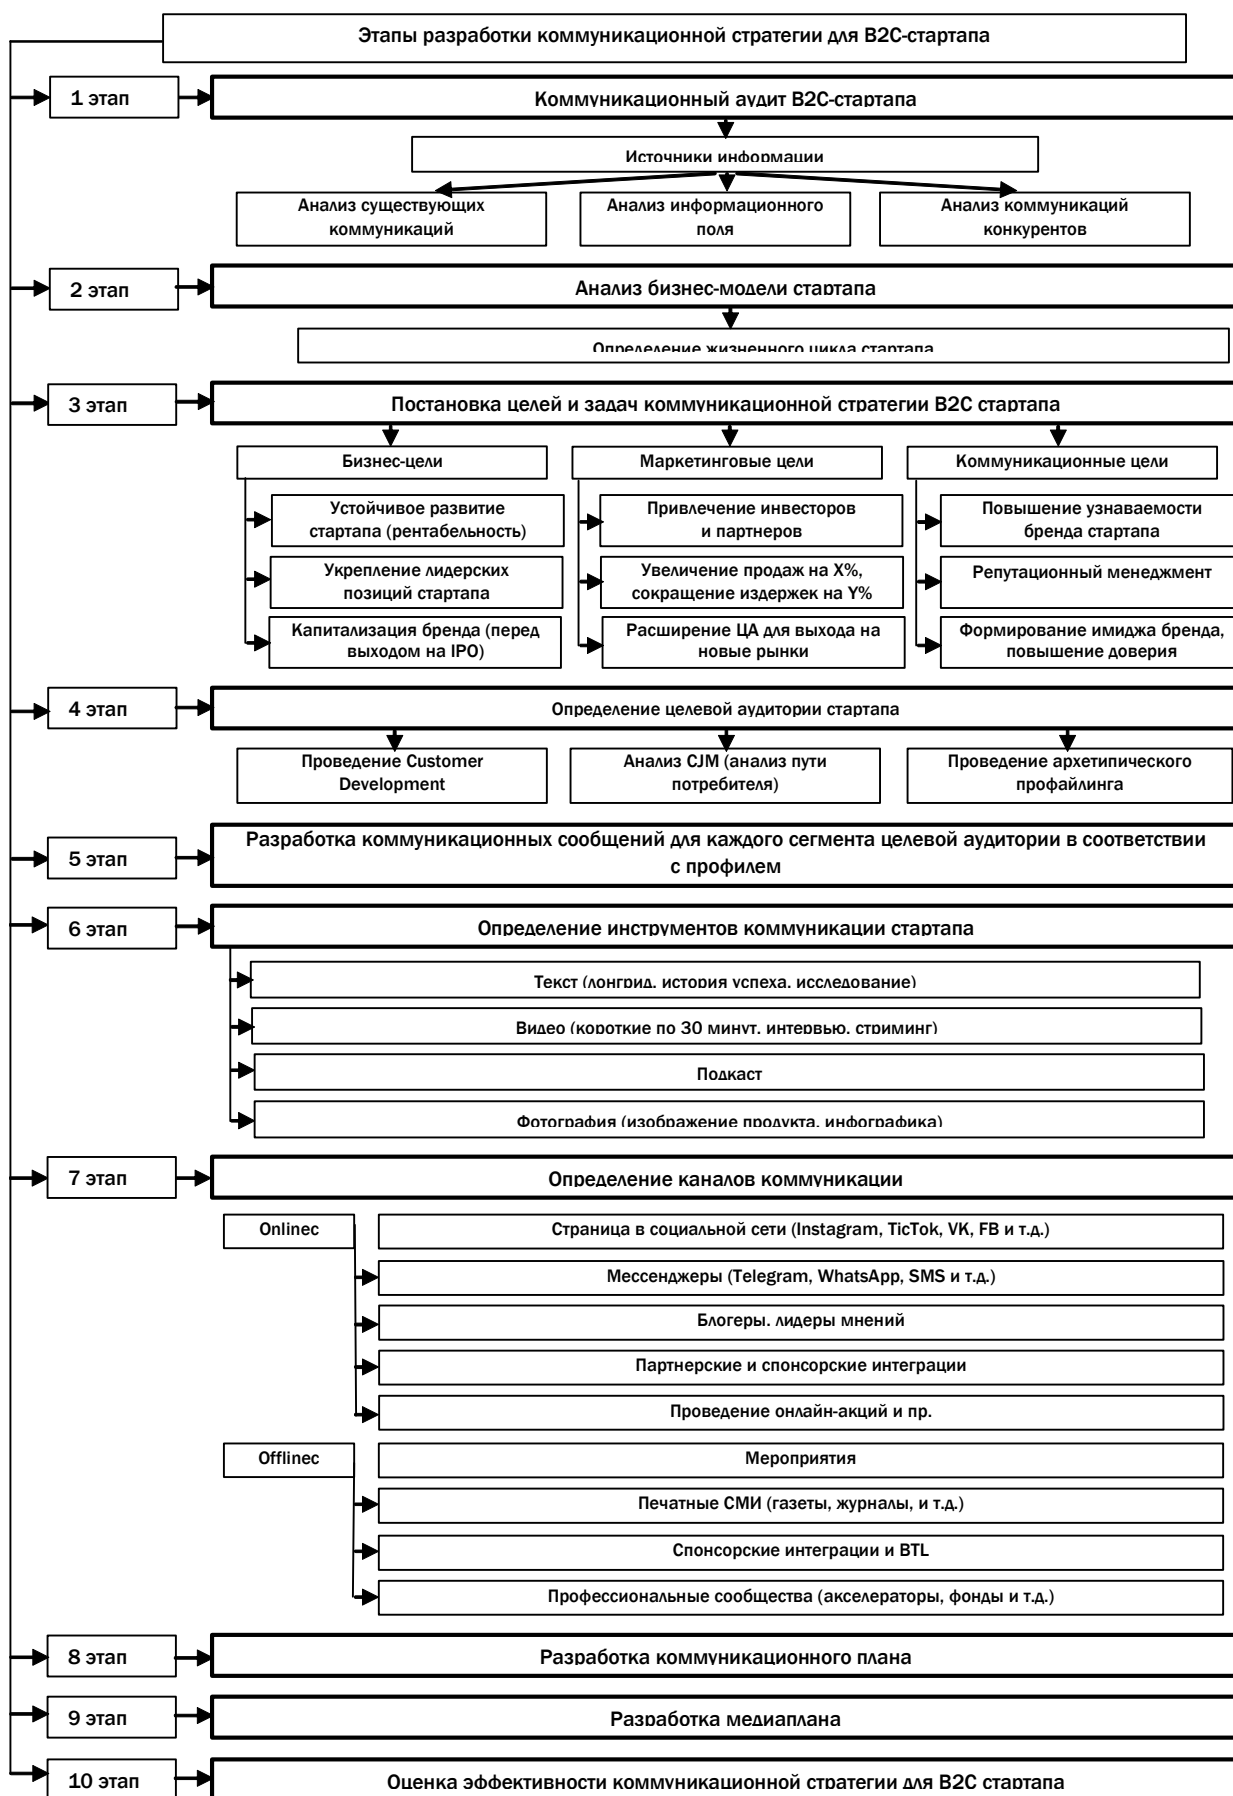 Этапы разработки коммуникационной стратегии для B2C-стартапа
1 этап
Коммуникационный аудит B2C-стартапа
Источники информации
Анализ существующих
коммуникаций
Анализ информационного
поля
Анализ коммуникаций
конкурентов
2 этап
Анализ бизнес-модели стартапа
Определение жизненного цикла стартапа
3 этап
Постановка целей и задач коммуникационной стратегии B2C стартапа
Бизнес-цели
Маркетинговые цели
Коммуникационные цели
Устойчивое развитие
стартапа (рентабельность)
Привлечение инвесторов
и партнеров
Повышение узнаваемости
бренда стартапа
Укрепление лидерских
позиций стартапа
Увеличение продаж на X%,
сокращение издержек на Y%
Репутационный менеджмент
Капитализация бренда (перед
выходом на IPO)
Расширение ЦА для выхода на
новые рынки
Формирование имиджа бренда,
повышение доверия
4 этап
Определение целевой аудитории стартапа
Проведение Customer
Development
Анализ CJM (анализ пути
потребителя)
Проведение архетипического
профайлинга
5 этап
Разработка коммуникационных сообщений для каждого сегмента целевой аудитории в соответствии
с профилем
6 этап
Определение инструментов коммуникации стартапа
Текст (лонгрид, история успеха, исследование)
Видео (короткие по 30 минут, интервью, стриминг)
Подкаст
Фотография (изображение продукта, инфографика)
7 этап
Определение каналов коммуникации
Onlineс
Страница в социальной сети (Instagram, TicTok, VK, FB и т.д.)
Мессенджеры (Telegram, WhatsApp, SMS и т.д.)
Блогеры, лидеры мнений
Партнерские и спонсорские интеграции
Проведение онлайн-акций и пр.
Offlineс
Мероприятия
Печатные СМИ (газеты, журналы, и т.д.)
Спонсорские интеграции и BTL
Профессиональные сообщества (акселераторы, фонды и т.д.)
8 этап
Разработка коммуникационного плана
9 этап
Разработка медиаплана
10 этап
Оценка эффективности коммуникационной стратегии для B2C стартапа